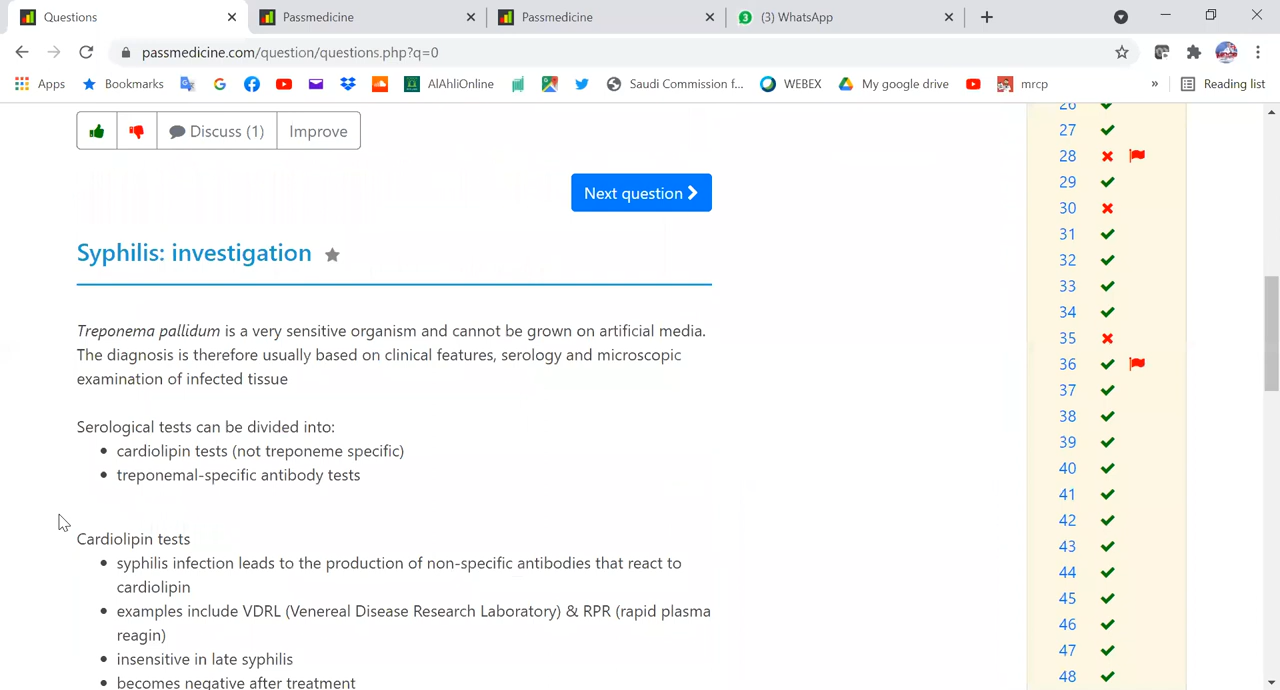 Questions
Passmedicine
Passmedicine
3 (3) WhatsApp
passmedicine.com/question/questions.php?q=0
Apps
Bookmarks
AlAhliOnline
Saudi Commission f...
WEBEX
My google drive
mrcp
»
Reading list
Discuss (1)
Improve
Next question
Syphilis: investigation
Treponema pallidum is a very sensitive organism and cannot be grown on artificial media.
The diagnosis is therefore usually based on clinical features, serology and microscopic
examination of infected tissue
Serological tests can be divided into:
• cardiolipin tests (not treponeme specific)
• treponemal-specific antibody tests
Cardiolipin tests
• syphilis infection leads to the production of non-specific antibodies that react to
cardiolipin
• examples include VDRL (Venereal Disease Research Laboratory) & RPR (rapid plasma
reagin)
• insensitive in late syphilis
• becomes negative after treatment
26
27
28
29
30
31
32
33
34
35
36
37
38
39
40
41
42
43
44
45
46
47
48